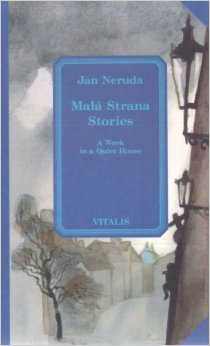 Jan Neruda
Malá Strana
Stories
A Week
in a Quiet House
VITALIS